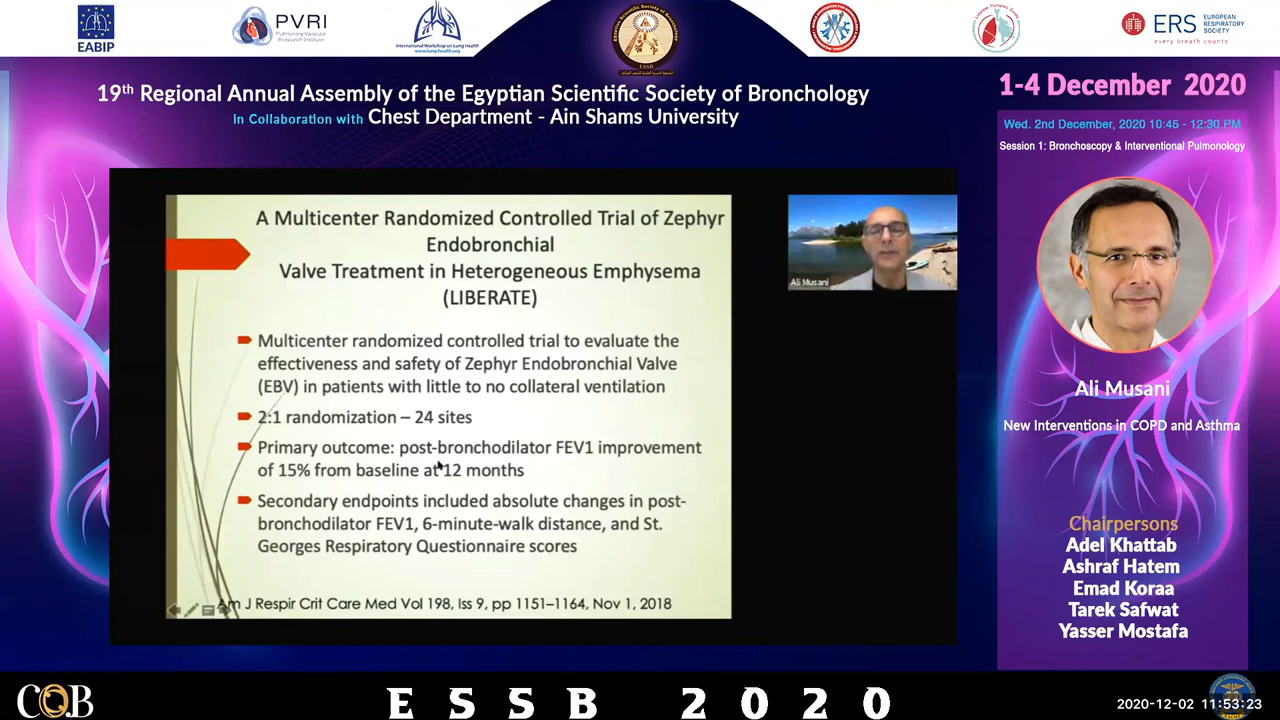 EABIP
PVRI
Pulmonary Vascular
Research Institute
International Workshop on Lung Health
www.lunghealth.org
ESSB
ERS
EUROPEAN
RESPIRATORY
SOCIETY
every breath counts
19th Regional Annual Assembly of the Egyptian Scientific Society of Bronchology
in Collaboration with Chest Department - Ain Shams University
1-4 December 2020
Wed. 2nd December, 2020 10:45 - 12:30 PM
Session 1: Bronchoscopy & Interventional Pulmonology
A Multicenter Randomized Controlled Trial of Zephyr
Endobronchial
Valve Treatment in Heterogeneous Emphysema
(LIBERATE)
Multicenter randomized controlled trial to evaluate the
effectiveness and safety of Zephyr Endobronchial Valve
(EBV) in patients with little to no collateral ventilation
2:1 randomization – 24 sites
Primary outcome: post-bronchodilator FEV1 improvement
of 15% from baseline at 12 months
Secondary endpoints included absolute changes in post-
bronchodilator FEV1, 6-minute-walk distance, and St.
Georges Respiratory Questionnaire scores
Am J Respir Crit Care Med Vol 198, Iss 9, pp 1151–1164, Nov 1, 2018
Ali Musani
Ali Musani
New Interventions in COPD and Asthma
Chairpersons
Adel Khattab
Ashraf Hatem
Emad Koraa
Tarek Safwat
Yasser Mostafa
COB
ESSB 2020
2020-12-02 11:53:23